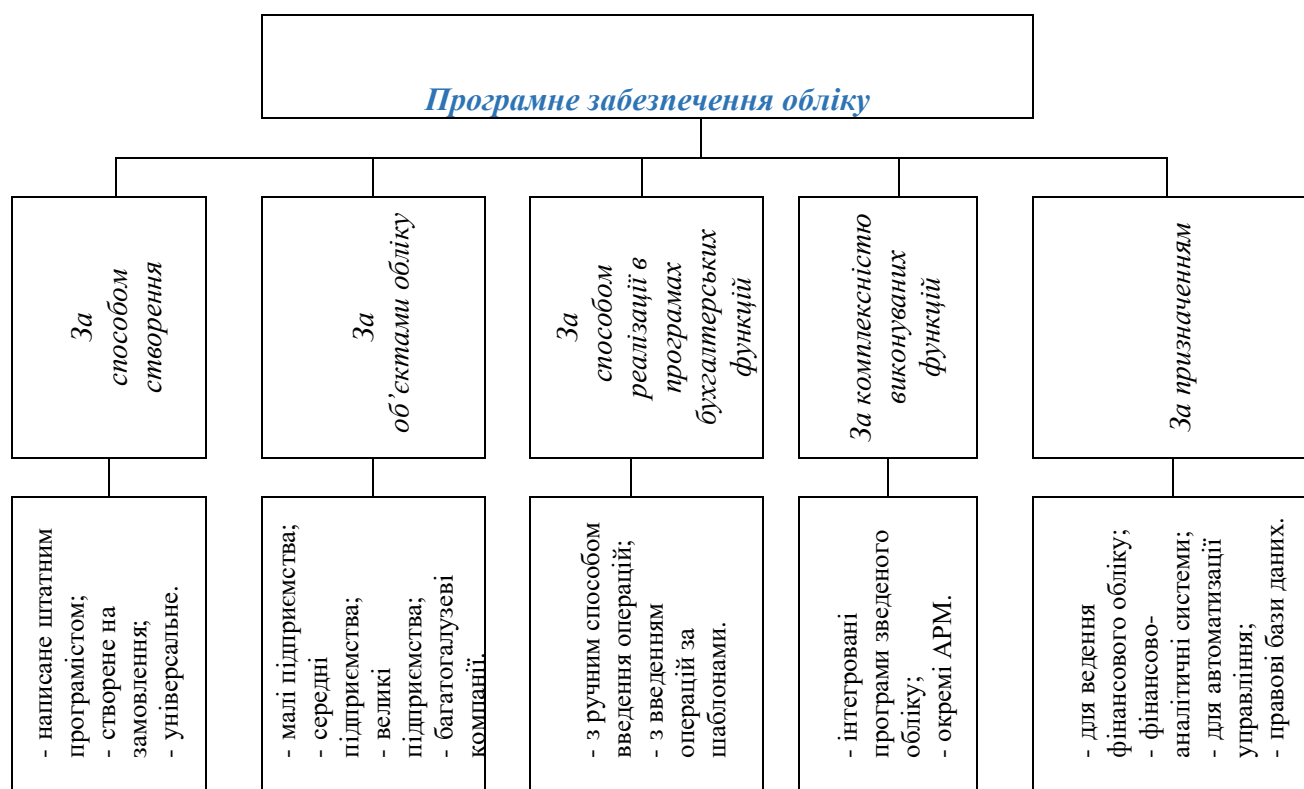 Програмне забезпечення обліку
За
способом
створення
За
об’єктами обліку
За
способом
реалізації в
програмах
бухгалтерських
функцій
За комплексністю
виконуваних
функцій
За призначенням
- написане штатним
програмістом;
- створене на
замовлення;
- універсальне.
- малі підприємства;
- середні
підприємства;
- великі
підприємства;
- багатогалузеві
компанії.
- з ручним способом
введення операцій;
- з введенням
операцій за
шаблонами.
- інтегровані
програми зведеного
обліку;
- окремі АРМ.
- для ведення
фінансового обліку;
- фінансово-
аналітичні системи;
- для автоматизації
управління;
- правові бази даних.